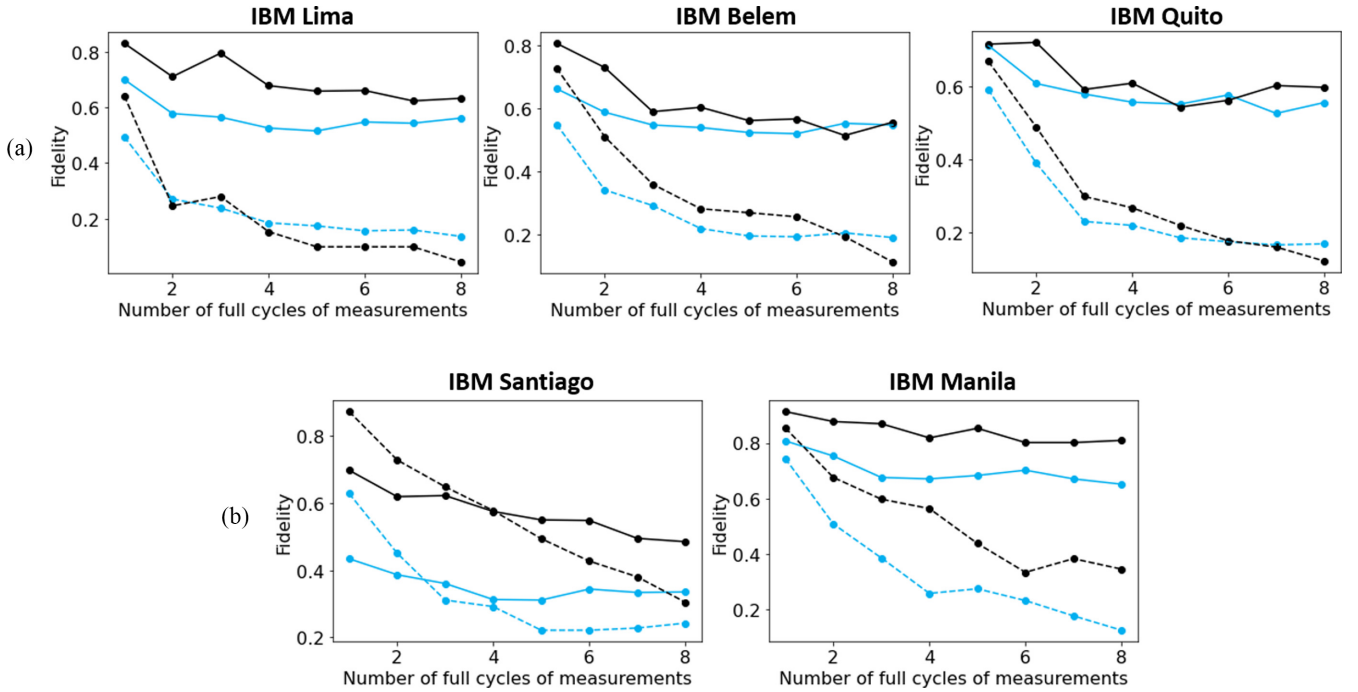 IBM Lima
IBM Belem
IBM Quito
(a)
Fidelity
0.8
0.6
0.4
0.2
2 4 6 8
Number of full cycles of measurements
Fidelity
0.8
0.6
0.4
0.2
2 4 6 8
Number of full cycles of measurements
Fidelity
0.6
0.4
0.2
2 4 6 8
Number of full cycles of measurements
IBM Santiago
IBM Manila
(b)
Fidelity
0.8
0.6
0.4
0.2
2 4 6 8
Number of full cycles of measurements
Fidelity
0.8
0.6
0.4
0.2
2 4 6 8
Number of full cycles of measurements